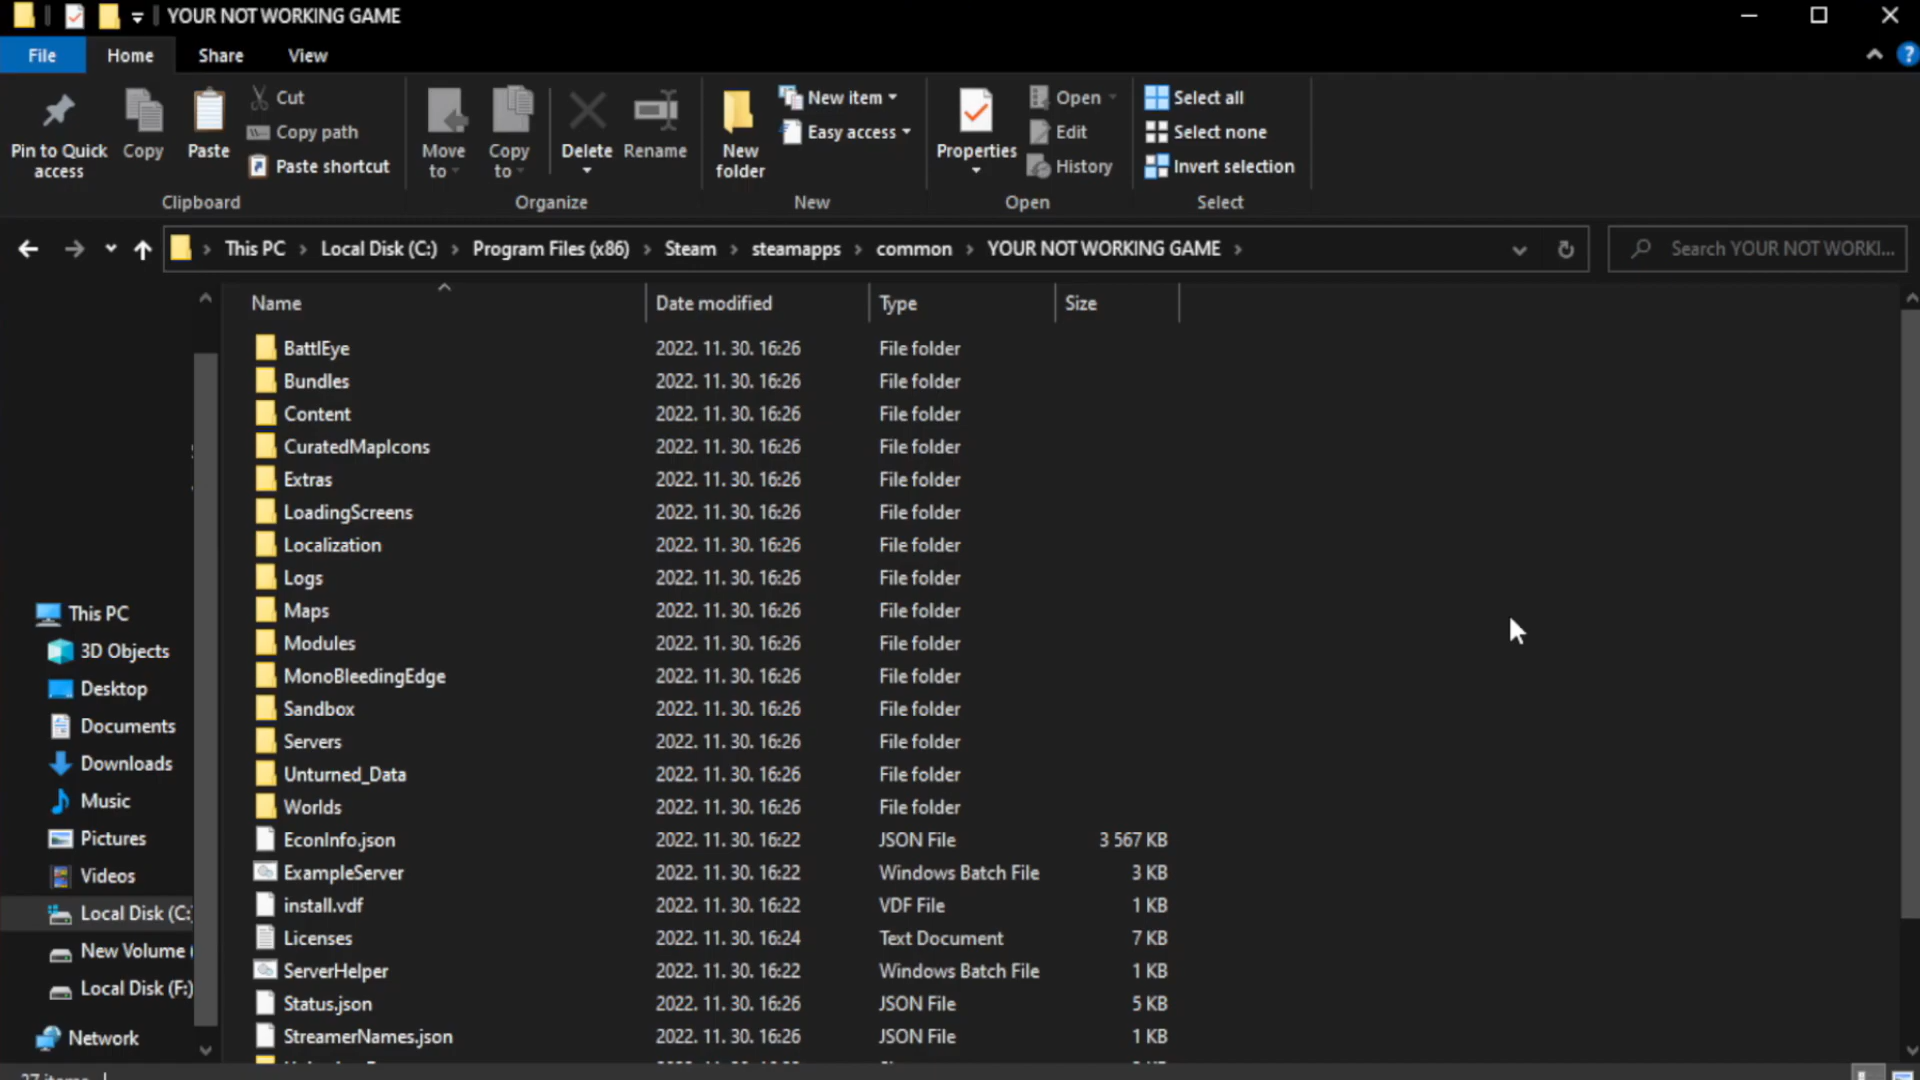 YOUR NOT WORKING GAME
File Home Share View
Pin to Quick access
Copy
Paste
Cut
Copy path
Paste shortcut
Clipboard
Move to
Copy to
Delete
Rename
Organize
New folder
New item
Easy access
New
Properties
Open
Edit
History
Open
Select all
Select none
Invert selection
Select
This PC Local Disk (C:) Program Files (x86) Steam steamapps common YOUR NOT WORKING GAME
Search YOUR NOT WORKI...
Name Date modified Type Size
BattlEye 2022. 11. 30. 16:26 File folder
Bundles 2022. 11. 30. 16:26 File folder
Content 2022. 11. 30. 16:26 File folder
CuratedMapIcons 2022. 11. 30. 16:26 File folder
Extras 2022. 11. 30. 16:26 File folder
LoadingScreens 2022. 11. 30. 16:26 File folder
Localization 2022. 11. 30. 16:26 File folder
Logs 2022. 11. 30. 16:26 File folder
Maps 2022. 11. 30. 16:26 File folder
Modules 2022. 11. 30. 16:26 File folder
MonoBleedingEdge 2022. 11. 30. 16:26 File folder
Sandbox 2022. 11. 30. 16:26 File folder
Servers 2022. 11. 30. 16:26 File folder
Unturned_Data 2022. 11. 30. 16:26 File folder
Worlds 2022. 11. 30. 16:26 File folder
EconInfo.json 2022. 11. 30. 16:22 JSON File 3 567 KB
ExampleServer 2022. 11. 30. 16:22 Windows Batch File 3 KB
install.vdf 2022. 11. 30. 16:22 VDF File 1 KB
Licenses 2022. 11. 30. 16:24 Text Document 7 KB
ServerHelper 2022. 11. 30. 16:22 Windows Batch File 1 KB
Status.json 2022. 11. 30. 16:26 JSON File 5 KB
StreamerNames.json 2022. 11. 30. 16:26 JSON File 1 KB
This PC
3D Objects
Desktop
Documents
Downloads
Music
Pictures
Videos
Local Disk (C:)
New Volume (
Local Disk (F:)
Network